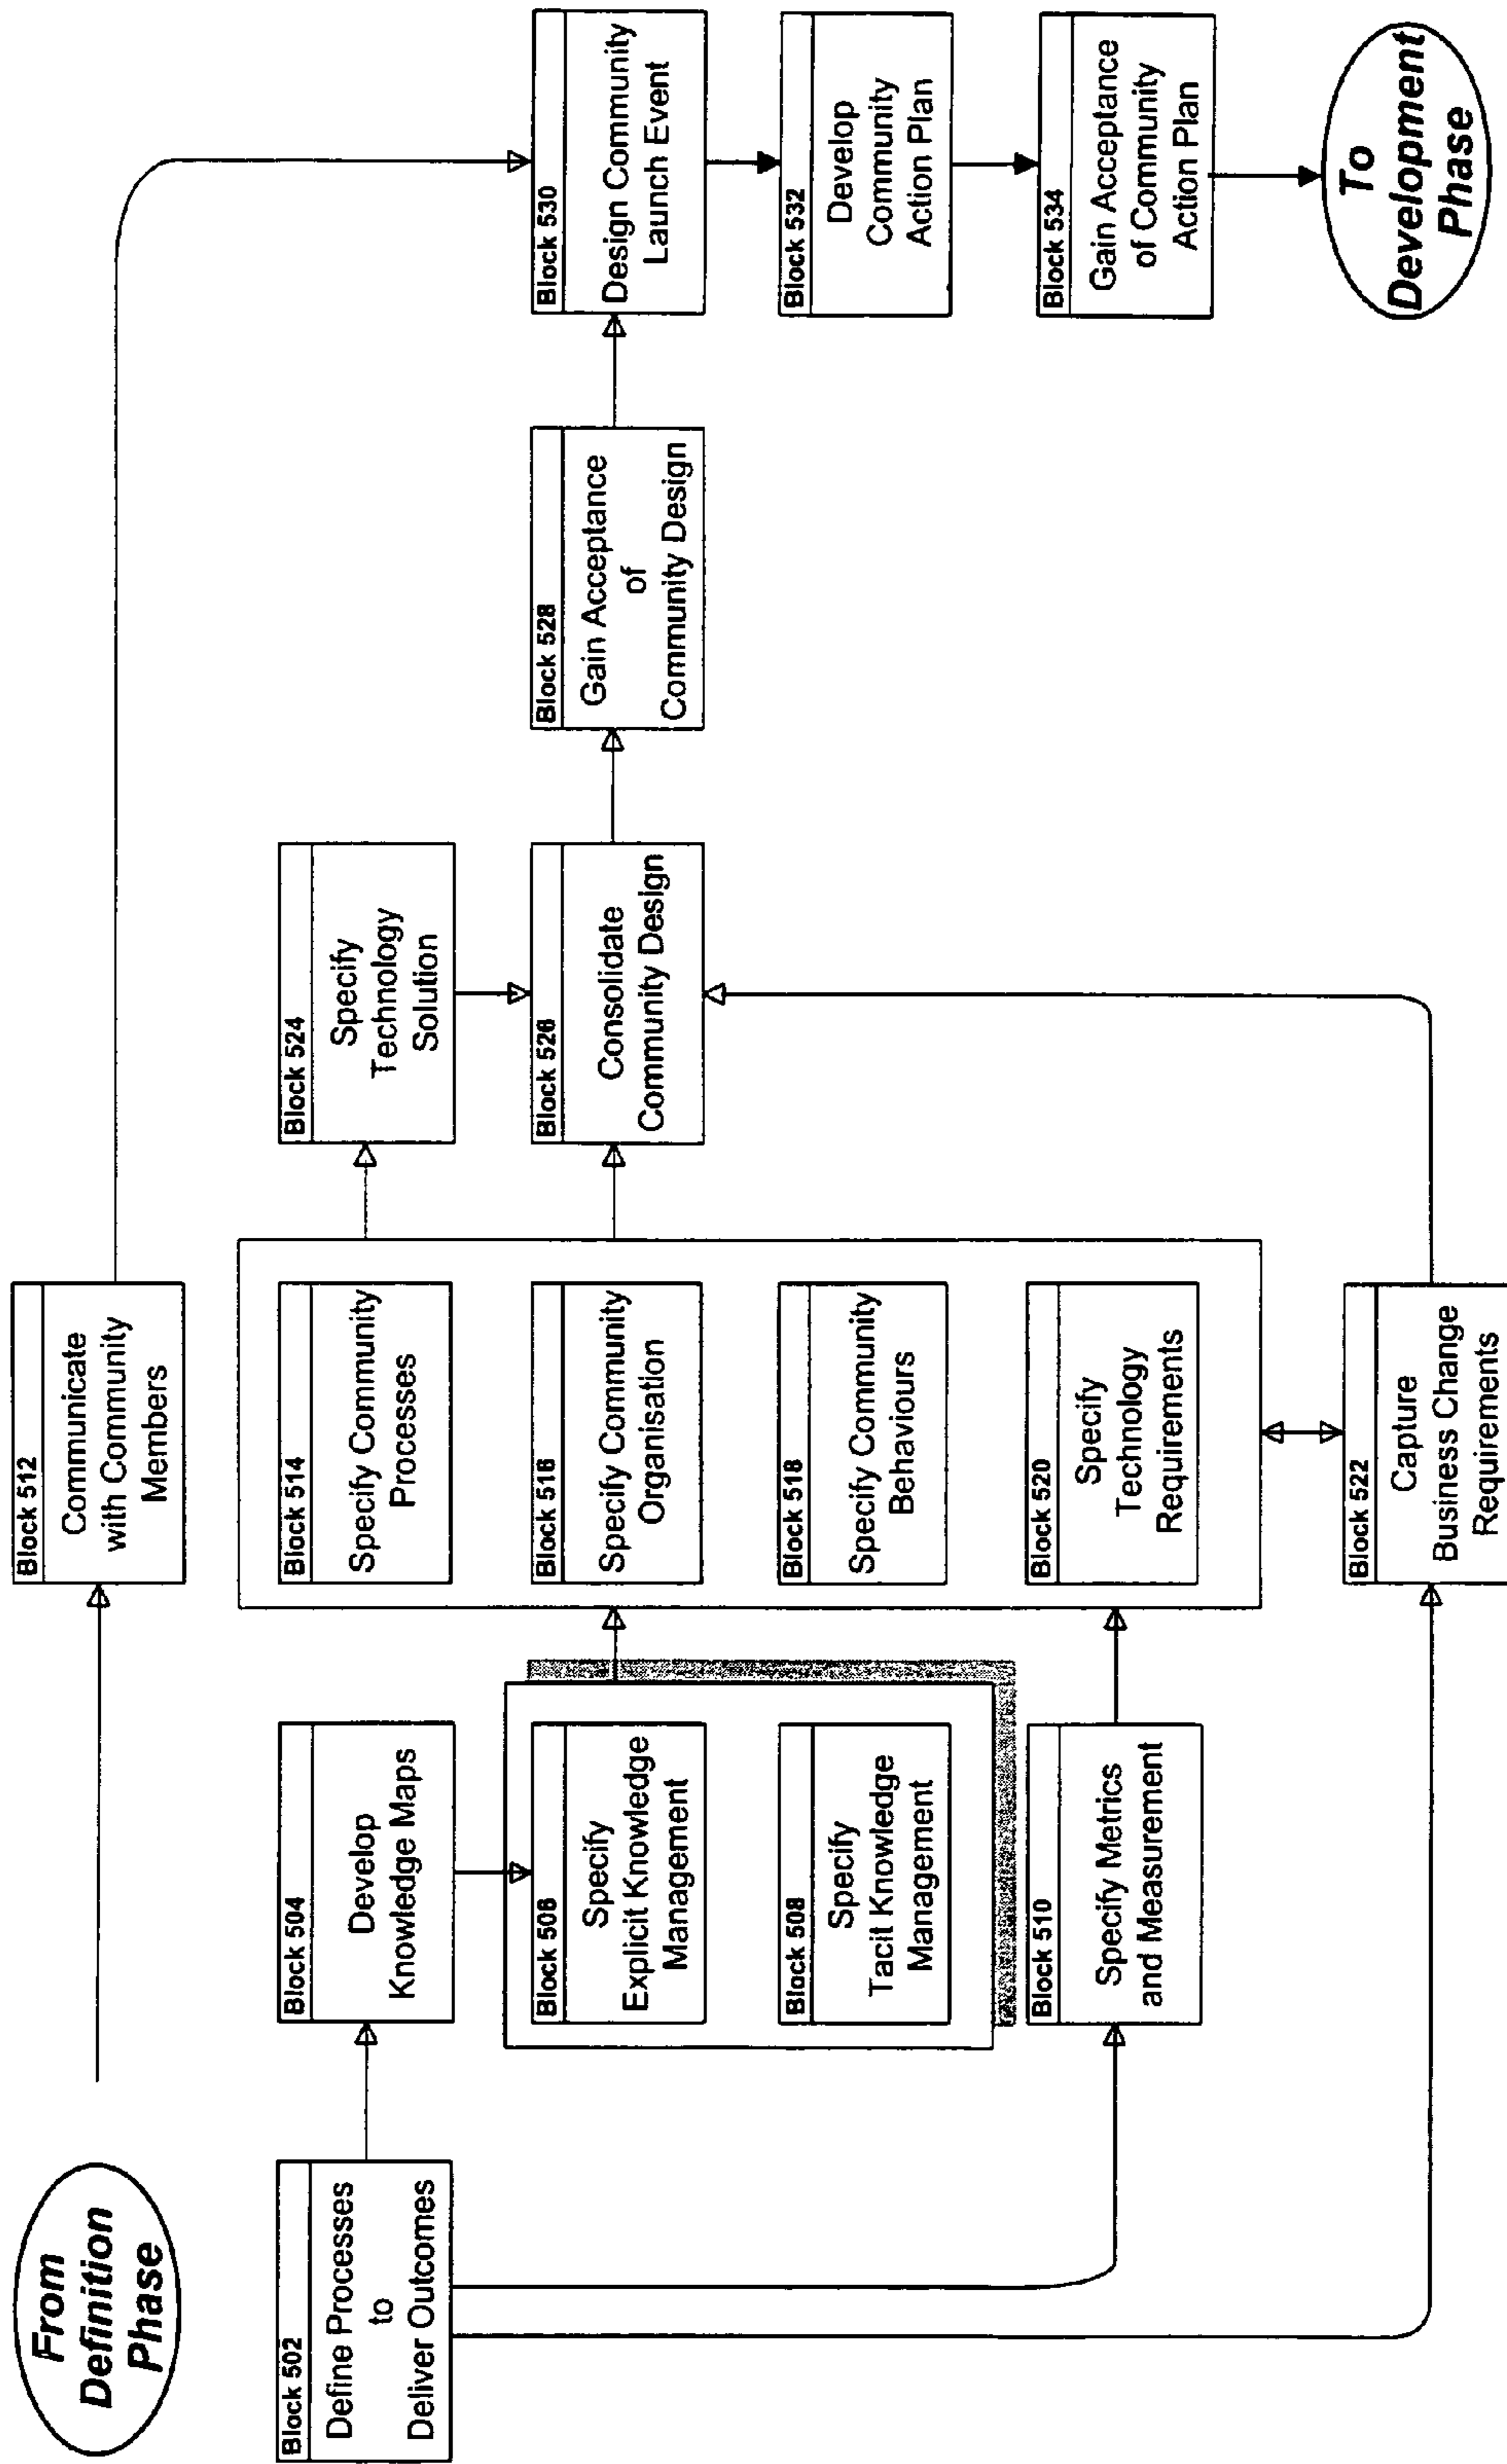 From
Definition
Phase
Block 502
Define Processes
to
Deliver Outcomes
Block 504
Develop
Knowledge Maps
Block 506
Specify
Explicit Knowledge
Management
Block 508
Specify
Tacit Knowledge
Management
Block 510
Specify Metrics
and Measurement
Block 512
Communicate
with Community
Members
Block 514
Specify Community
Processes
Block 516
Specify Community
Organisation
Block 518
Specify Community
Behaviours
Block 520
Specify
Technology
Requirements
Block 522
Capture
Business Change
Requirements
Block 524
Specify
Technology
Solution
Block 526
Consolidate
Community Design
Block 528
Gain Acceptance
of
Community Design
Block 530
Design Community
Launch Event
Block 532
Develop
Community
Action Plan
Block 534
Gain Acceptance
of Community
Action Plan
To
Development
Phase